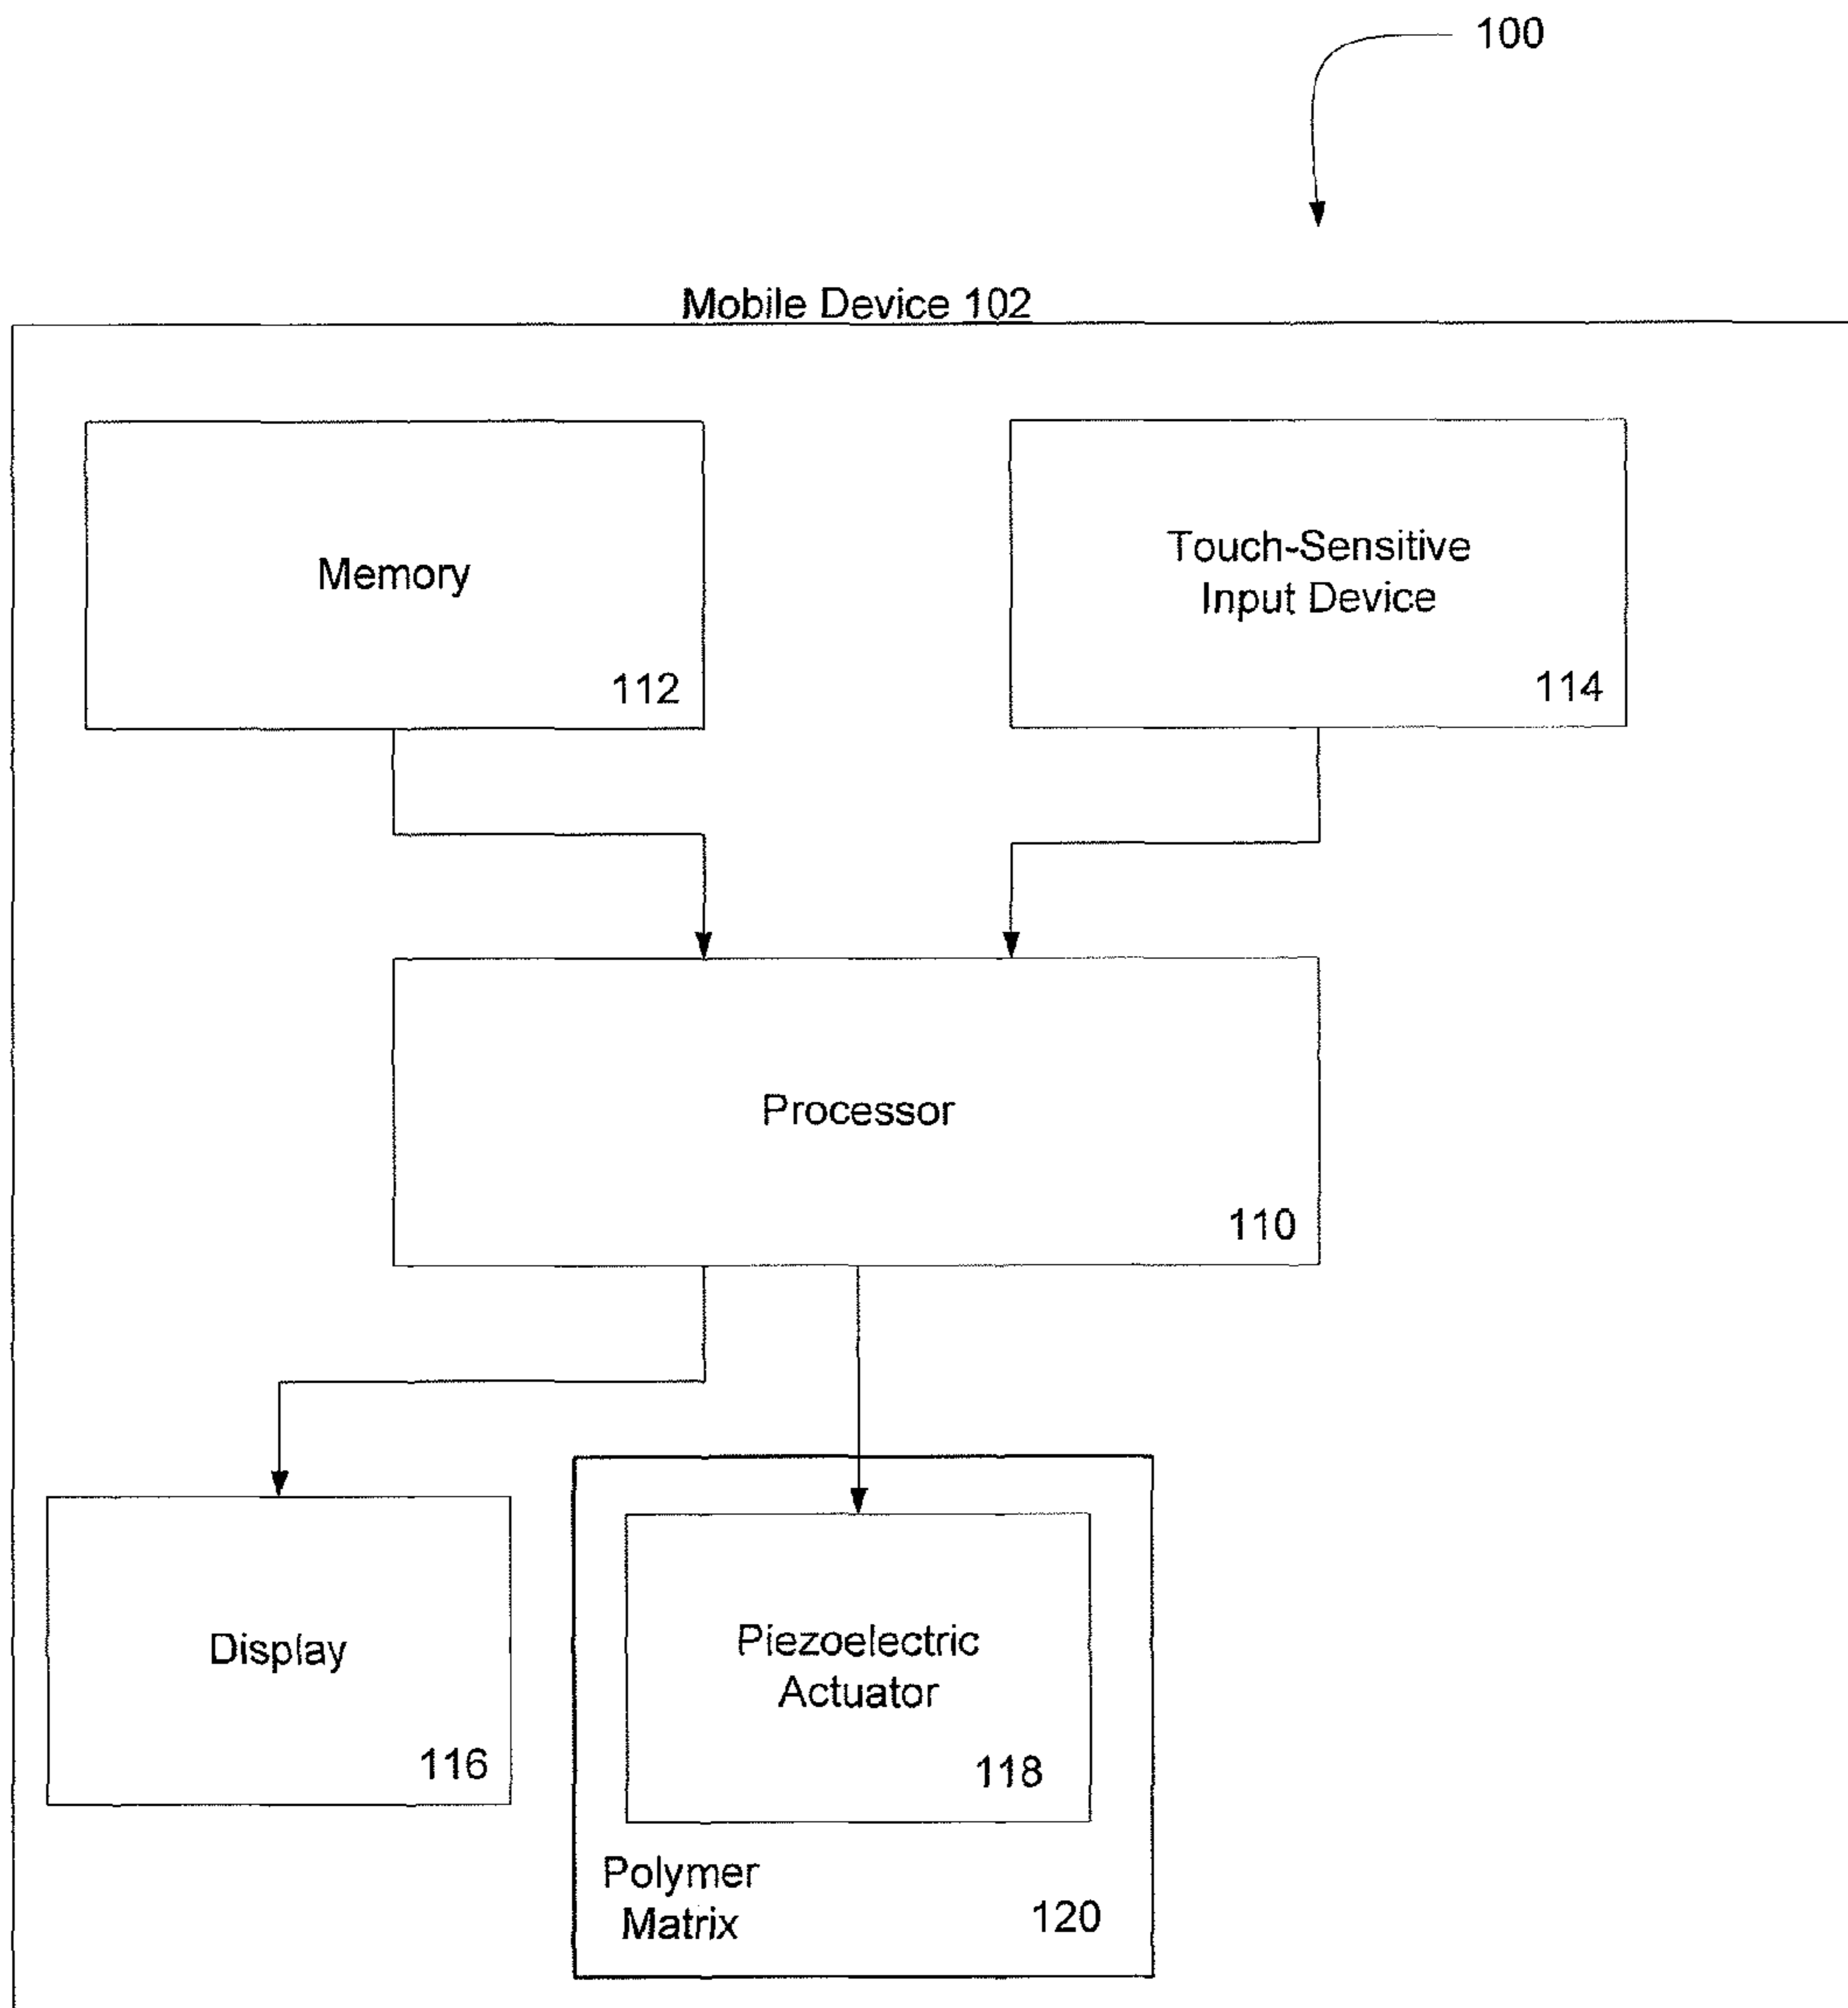 100
Mobile Device 102
Memory
112
Touch-Sensitive
Input Device
114
Processor
110
Display
116
Piezoelectric
Actuator
118
Polymer
Matrix
120